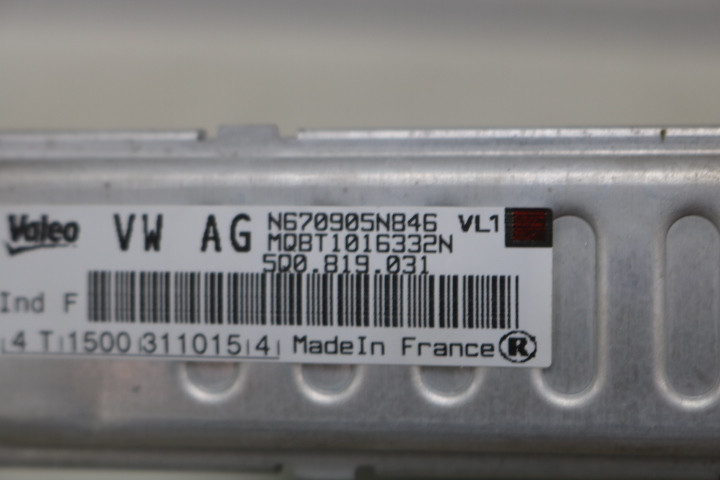 Valeo VW AG N670905N846 VL1
MQBT1016332N
5Q0.819.031
Ind F
4 T 1500 311015 4 MadeIn France R